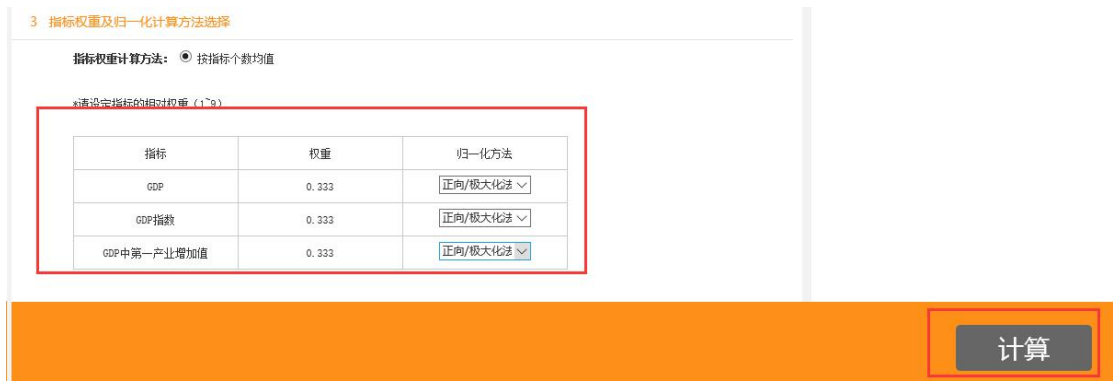 3 指标权重及归一化计算方法选择
指标权重计算方法： 按指标个数均值
*请设定指标的相对权重（1~9）
指标 权重 归一化方法
GDP 0.333 正向/极大化法
GDP指数 0.333 正向/极大化法
GDP中第一产业增加值 0.333 正向/极大化法
计算